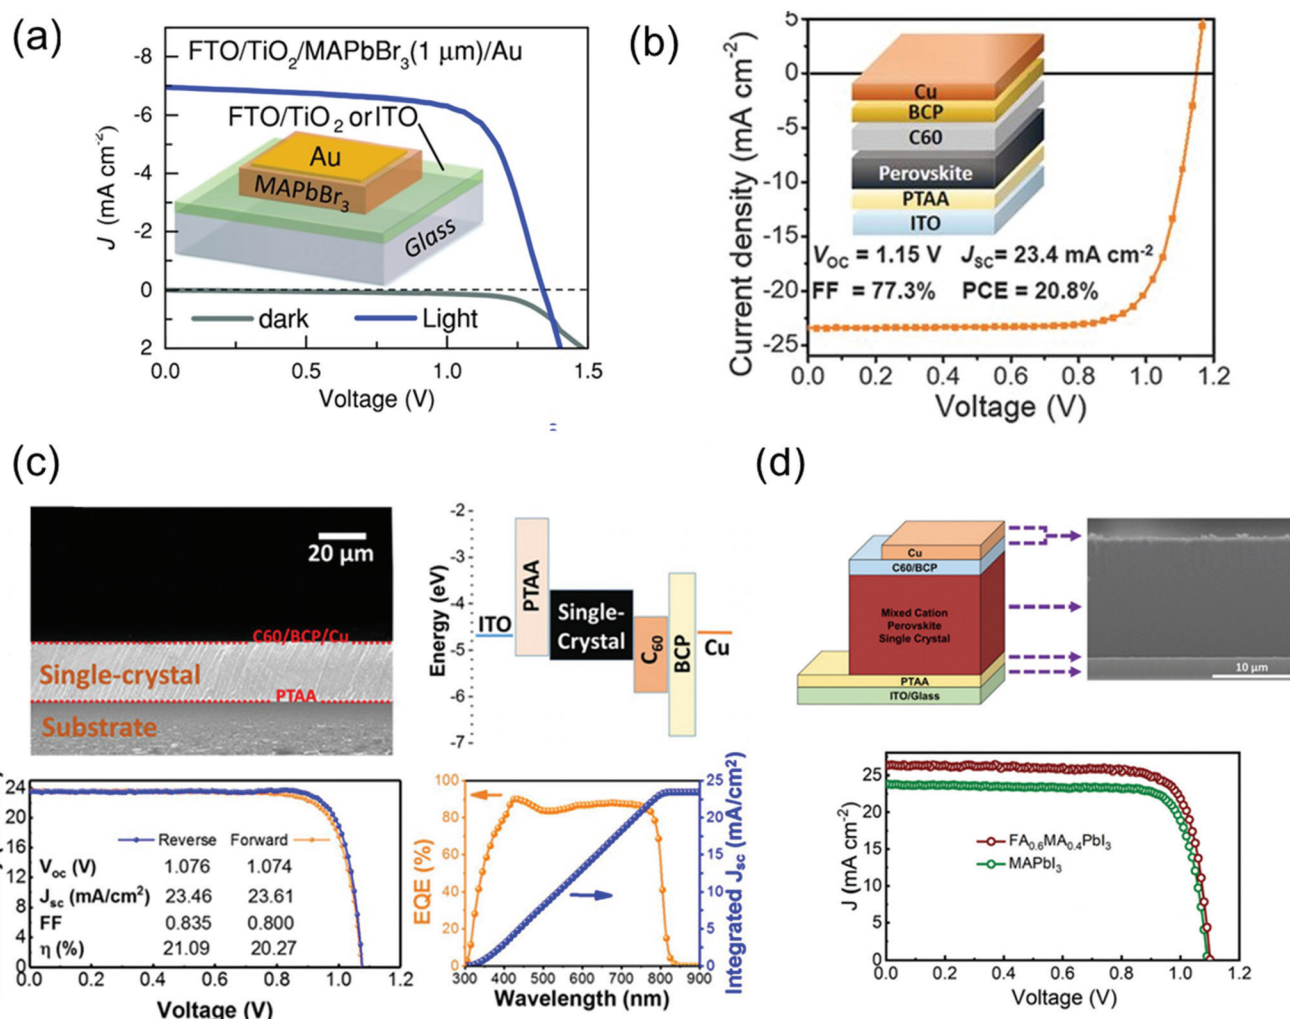 (a)
FTO/TiO₂/MAPbBr₃(1 µm)/Au
FTO/TiO₂ or ITO
Au
MAPbBr₃
Glass
dark
Light
J (mA cm⁻²)
-8
-6
-4
-2
0
2
0.0
0.5
1.0
1.5
Voltage (V)
(b)
Current density (mA cm⁻²)
5
0
-5
-10
-15
-20
-25
Cu
BCP
C60
Perovskite
PTAA
ITO
V_OC = 1.15 V J_SC = 23.4 mA cm⁻²
FF = 77.3% PCE = 20.8%
0.0
0.2
0.4
0.6
0.8
1.0
1.2
Voltage (V)
(c)
20 µm
C60/BCP/Cu
Single-crystal
PTAA
Substrate
Energy (eV)
-2
-3
-4
-5
-6
-7
ITO
PTAA
Single-
Crystal
C₆₀
BCP
Cu
24
20
16
12
8
4
0
Reverse Forward
V_oc (V) 1.076 1.074
J_sc (mA/cm²) 23.46 23.61
FF 0.835 0.800
η (%) 21.09 20.27
0.0
0.2
0.4
0.6
0.8
1.0
1.2
Voltage (V)
EQE (%)
100
80
60
40
20
0
Integrated J_sc (mA/cm²)
25
20
15
10
5
0
300
400
500
600
700
800
900
Wavelength (nm)
(d)
Cu
C60/BCP
Mixed Cation
Perovskite
Single Crystal
PTAA
ITO/Glass
10 µm
J (mA cm⁻²)
25
20
15
10
5
0
FA₀.₆MA₀.₄PbI₃
MAPbI₃
0.0
0.2
0.4
0.6
0.8
1.0
1.2
Voltage (V)